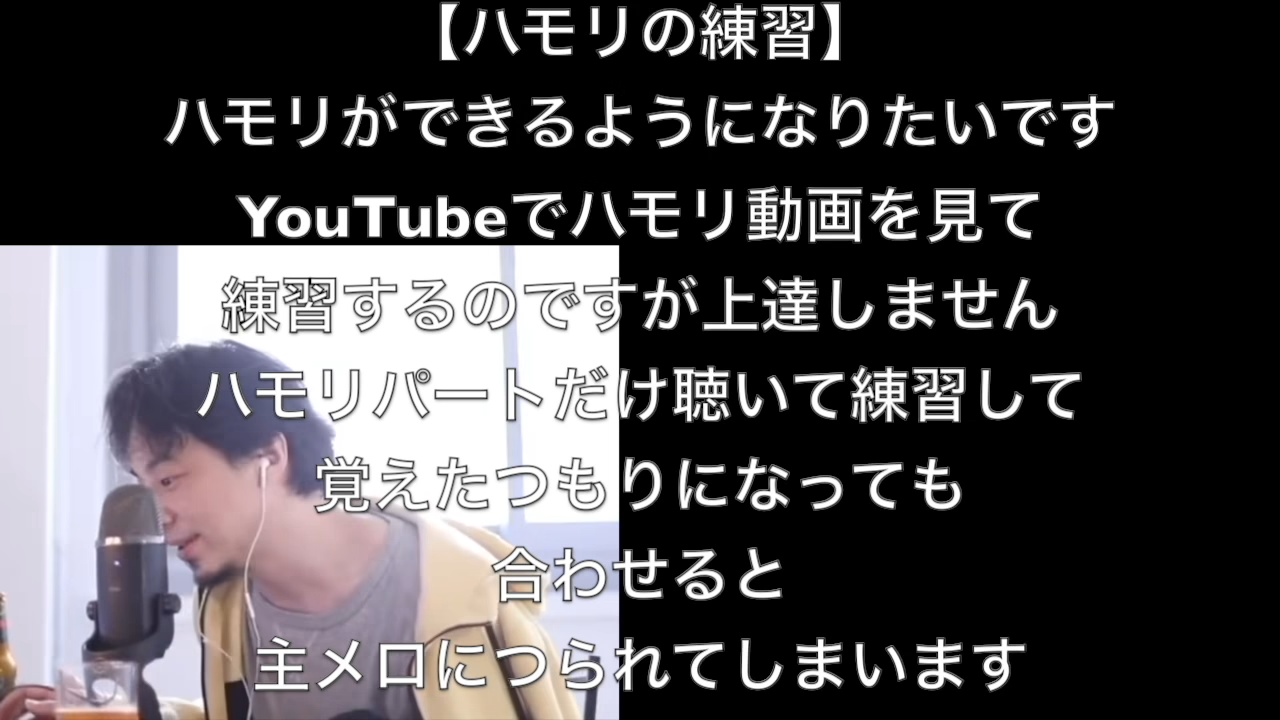 【ハモリの練習】
ハモリができるようになりたいです
YouTubeでハモリ動画を見て
練習するのですが上達しません
ハモリパートだけ聴いて練習して
覚えたつもりになっても
合わせると
主メロにつられてしまいます